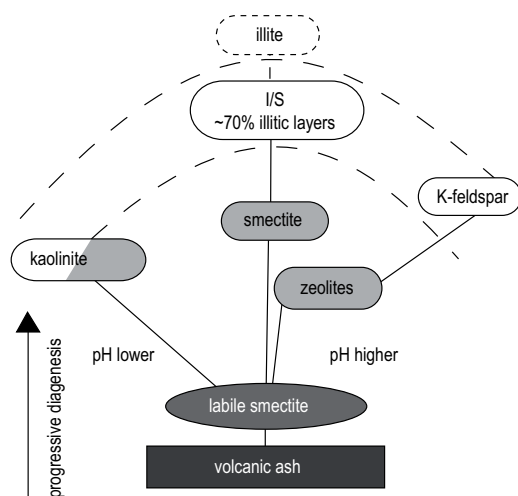 illite
I/S
~70% illitic layers
K-feldspar
smectite
kaolinite
zeolites
pH lower
pH higher
progressive diagenesis
labile smectite
volcanic ash